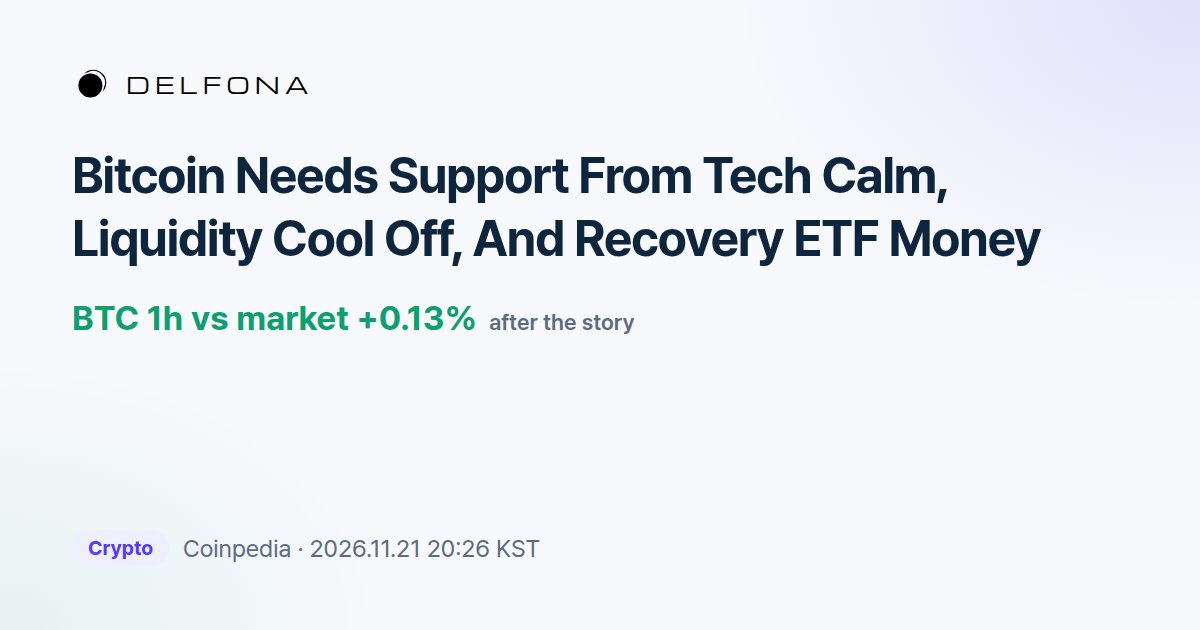 DELFONA
Bitcoin Needs Support From Tech Calm,
Liquidity Cool Off, And Recovery ETF Money
BTC 1h vs market +0.13% after the story
Crypto Coinpedia · 2026.11.21 20:26 KST